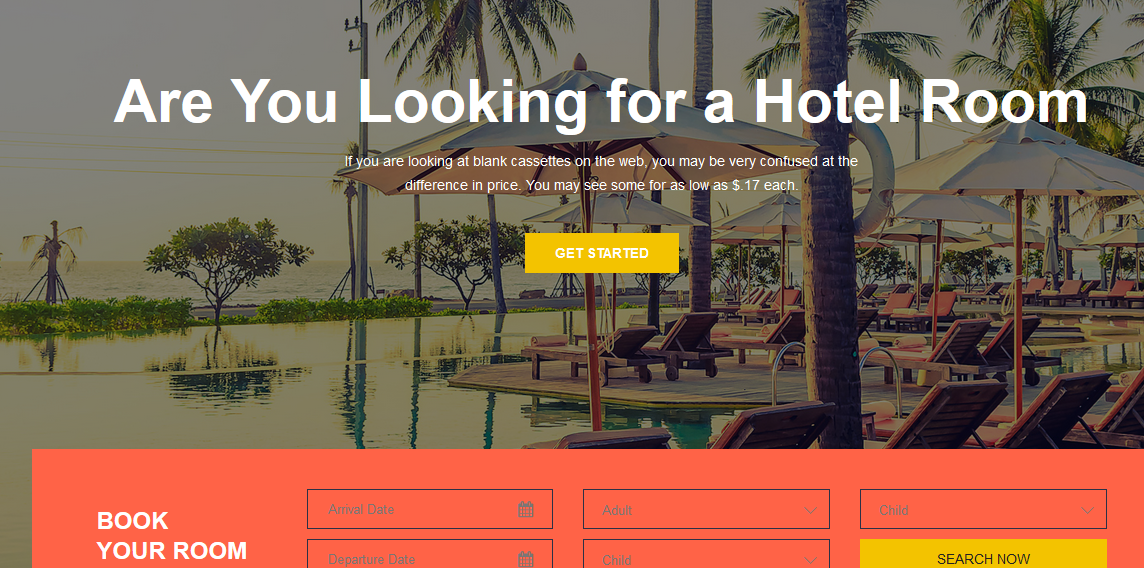 Are You Looking for a Hotel Room
If you are looking at blank cassettes on the web, you may be very confused at the
difference in price. You may see some for as low as $.17 each.
GET STARTED
BOOK
YOUR ROOM
Arrival Date
Adult
Child
Departure Date
Child
SEARCH NOW